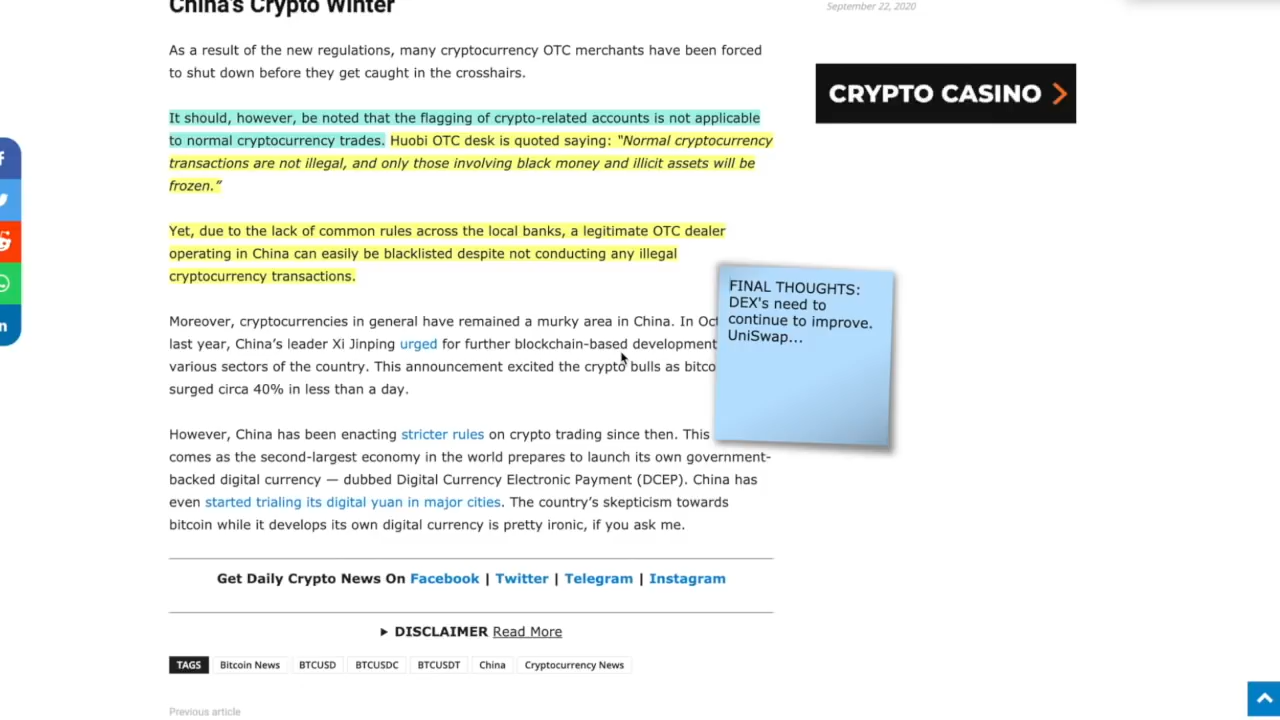 China's Crypto Winter
As a result of the new regulations, many cryptocurrency OTC merchants have been forced
to shut down before they get caught in the crosshairs.
It should, however, be noted that the flagging of crypto-related accounts is not applicable
to normal cryptocurrency trades. Huobi OTC desk is quoted saying: “Normal cryptocurrency
transactions are not illegal, and only those involving black money and illicit assets will be
frozen.”
Yet, due to the lack of common rules across the local banks, a legitimate OTC dealer
operating in China can easily be blacklisted despite not conducting any illegal
cryptocurrency transactions.
Moreover, cryptocurrencies in general have remained a murky area in China. In Oct
last year, China’s leader Xi Jinping urged for further blockchain-based development
various sectors of the country. This announcement excited the crypto bulls as bitco
surged circa 40% in less than a day.
However, China has been enacting stricter rules on crypto trading since then. This
comes as the second-largest economy in the world prepares to launch its own government-
backed digital currency — dubbed Digital Currency Electronic Payment (DCEP). China has
even started trialing its digital yuan in major cities. The country’s skepticism towards
bitcoin while it develops its own digital currency is pretty ironic, if you ask me.
Get Daily Crypto News On Facebook | Twitter | Telegram | Instagram
► DISCLAIMER Read More
TAGS Bitcoin News BTCUSD BTCUSDC BTCUSDT China Cryptocurrency News
Previous article
September 22, 2020
CRYPTO CASINO
FINAL THOUGHTS:
DEX's need to
continue to improve.
UniSwap...